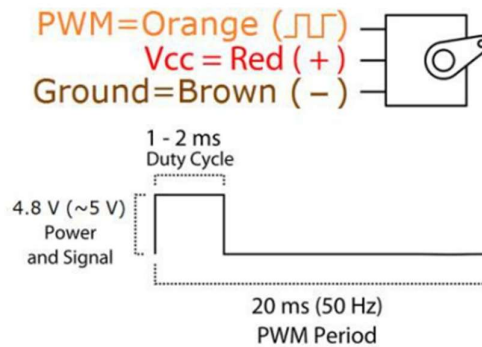 PWM=Orange (⎍⎍)
Vcc = Red ( + )
Ground=Brown ( − )
1 - 2 ms
Duty Cycle
4.8 V (~5 V)
Power
and Signal
20 ms (50 Hz)
PWM Period